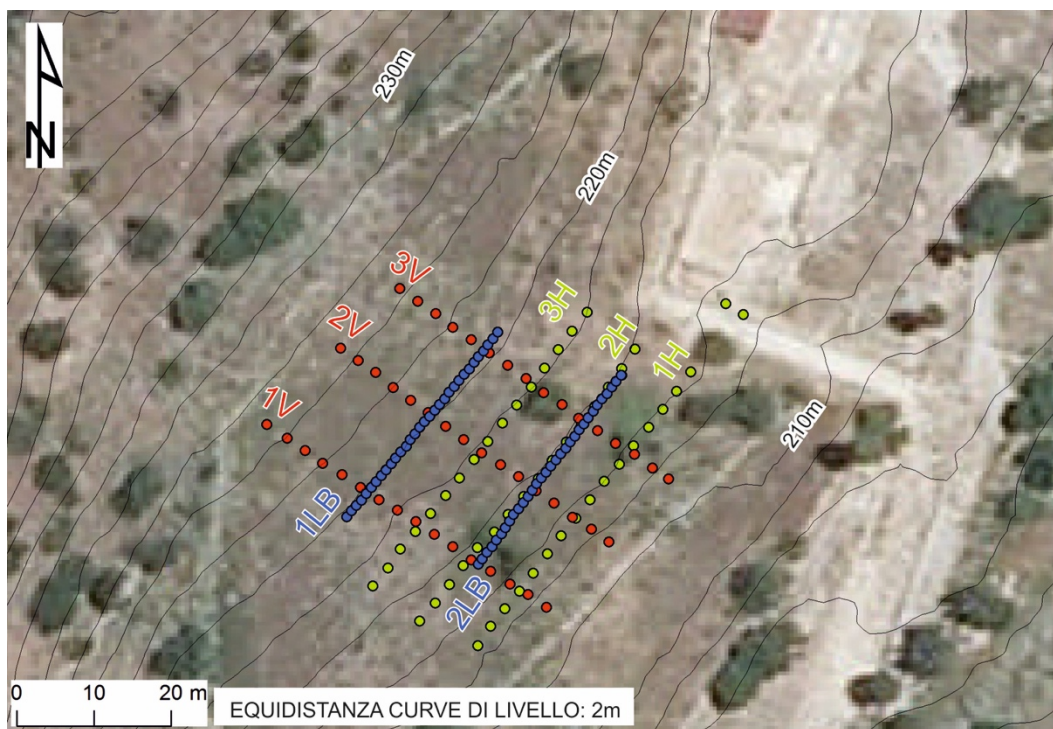 N
230m
220m
210m
3V
2V
1V
3H
2H
1H
1LB
2LB
0 10 20 m
EQUIDISTANZA CURVE DI LIVELLO: 2m